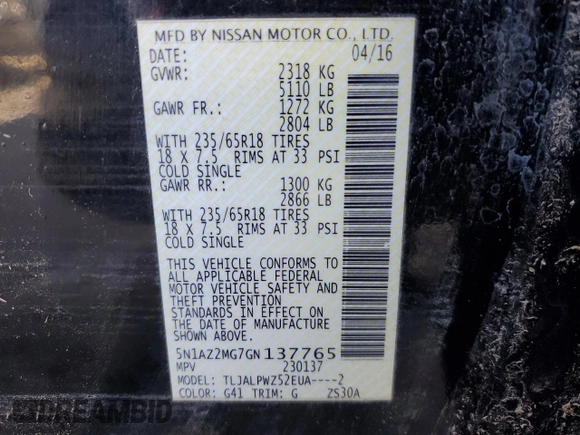 MFD BY NISSAN MOTOR CO., LTD.
DATE: 04/16
GVWR: 2318 KG
5110 LB
GAWR FR.: 1272 KG
2804 LB
WITH 235/65R18 TIRES
18 X 7.5 RIMS AT 33 PSI
COLD SINGLE
GAWR RR.: 1300 KG
2866 LB
WITH 235/65R18 TIRES
18 X 7.5 RIMS AT 33 PSI
COLD SINGLE
THIS VEHICLE CONFORMS TO
ALL APPLICABLE FEDERAL
MOTOR VEHICLE SAFETY AND
THEFT PREVENTION
STANDARDS IN EFFECT ON
THE DATE OF MANUFACTURE
SHOWN ABOVE.
5N1AZ2MG7GN137765
MPV 230137
MODEL: TLJALPWZ52EUA----2
COLOR: G41 TRIM: G ZS30A
DREAMBID